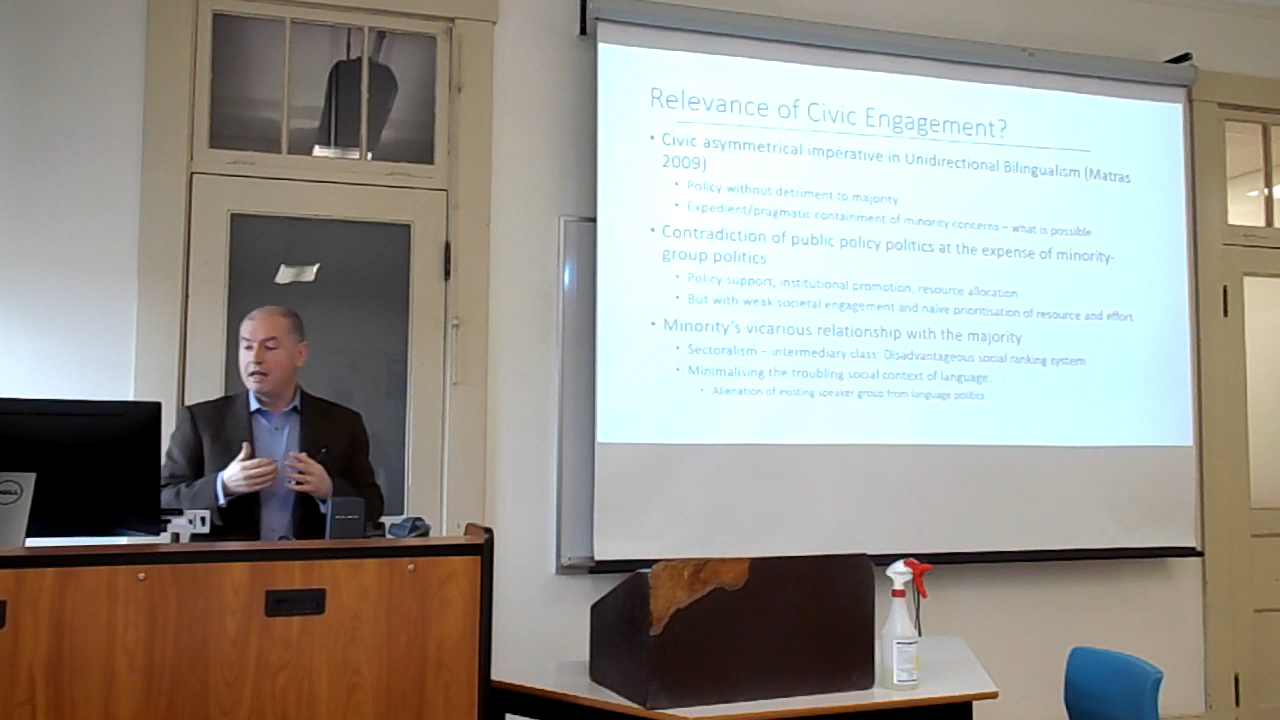 Relevance of Civic Engagement?
• Civic asymmetrical imperative in Unidirectional Bilingualism (Matras
2009)
• Policy without detriment to majority
• Expedient/pragmatic containment of minority concerns – what is possible
• Contradiction of public policy politics at the expense of minority-
group politics
• Policy support, institutional promotion, resource allocation
• But with weak societal engagement and naïve prioritisation of resource and effort
• Minority's vicarious relationship with the majority
• Sectoralism – intermediary class: Disadvantageous social ranking system
• Minimalising the troubling social context of language:
• Alienation of existing speaker group from language politics
DELL